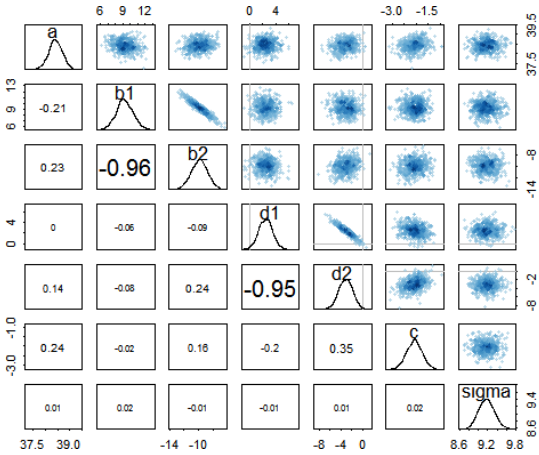 6 9 12 0 4 -3.0 -1.5
a 37.5 39.5
-0.21 b1 6 9 13
0.23 -0.96 b2 -14 -8
0 -0.06 -0.09 d1 0 4
0.14 -0.08 0.24 -0.95 d2 -8 -2
0.24 -0.02 0.16 -0.2 0.35 c -3.0 -1.0
0.01 0.02 -0.01 -0.01 0.01 0.02 sigma 8.6 9.4
37.5 39.0 -14 -10 -8 -4 0 8.6 9.2 9.8